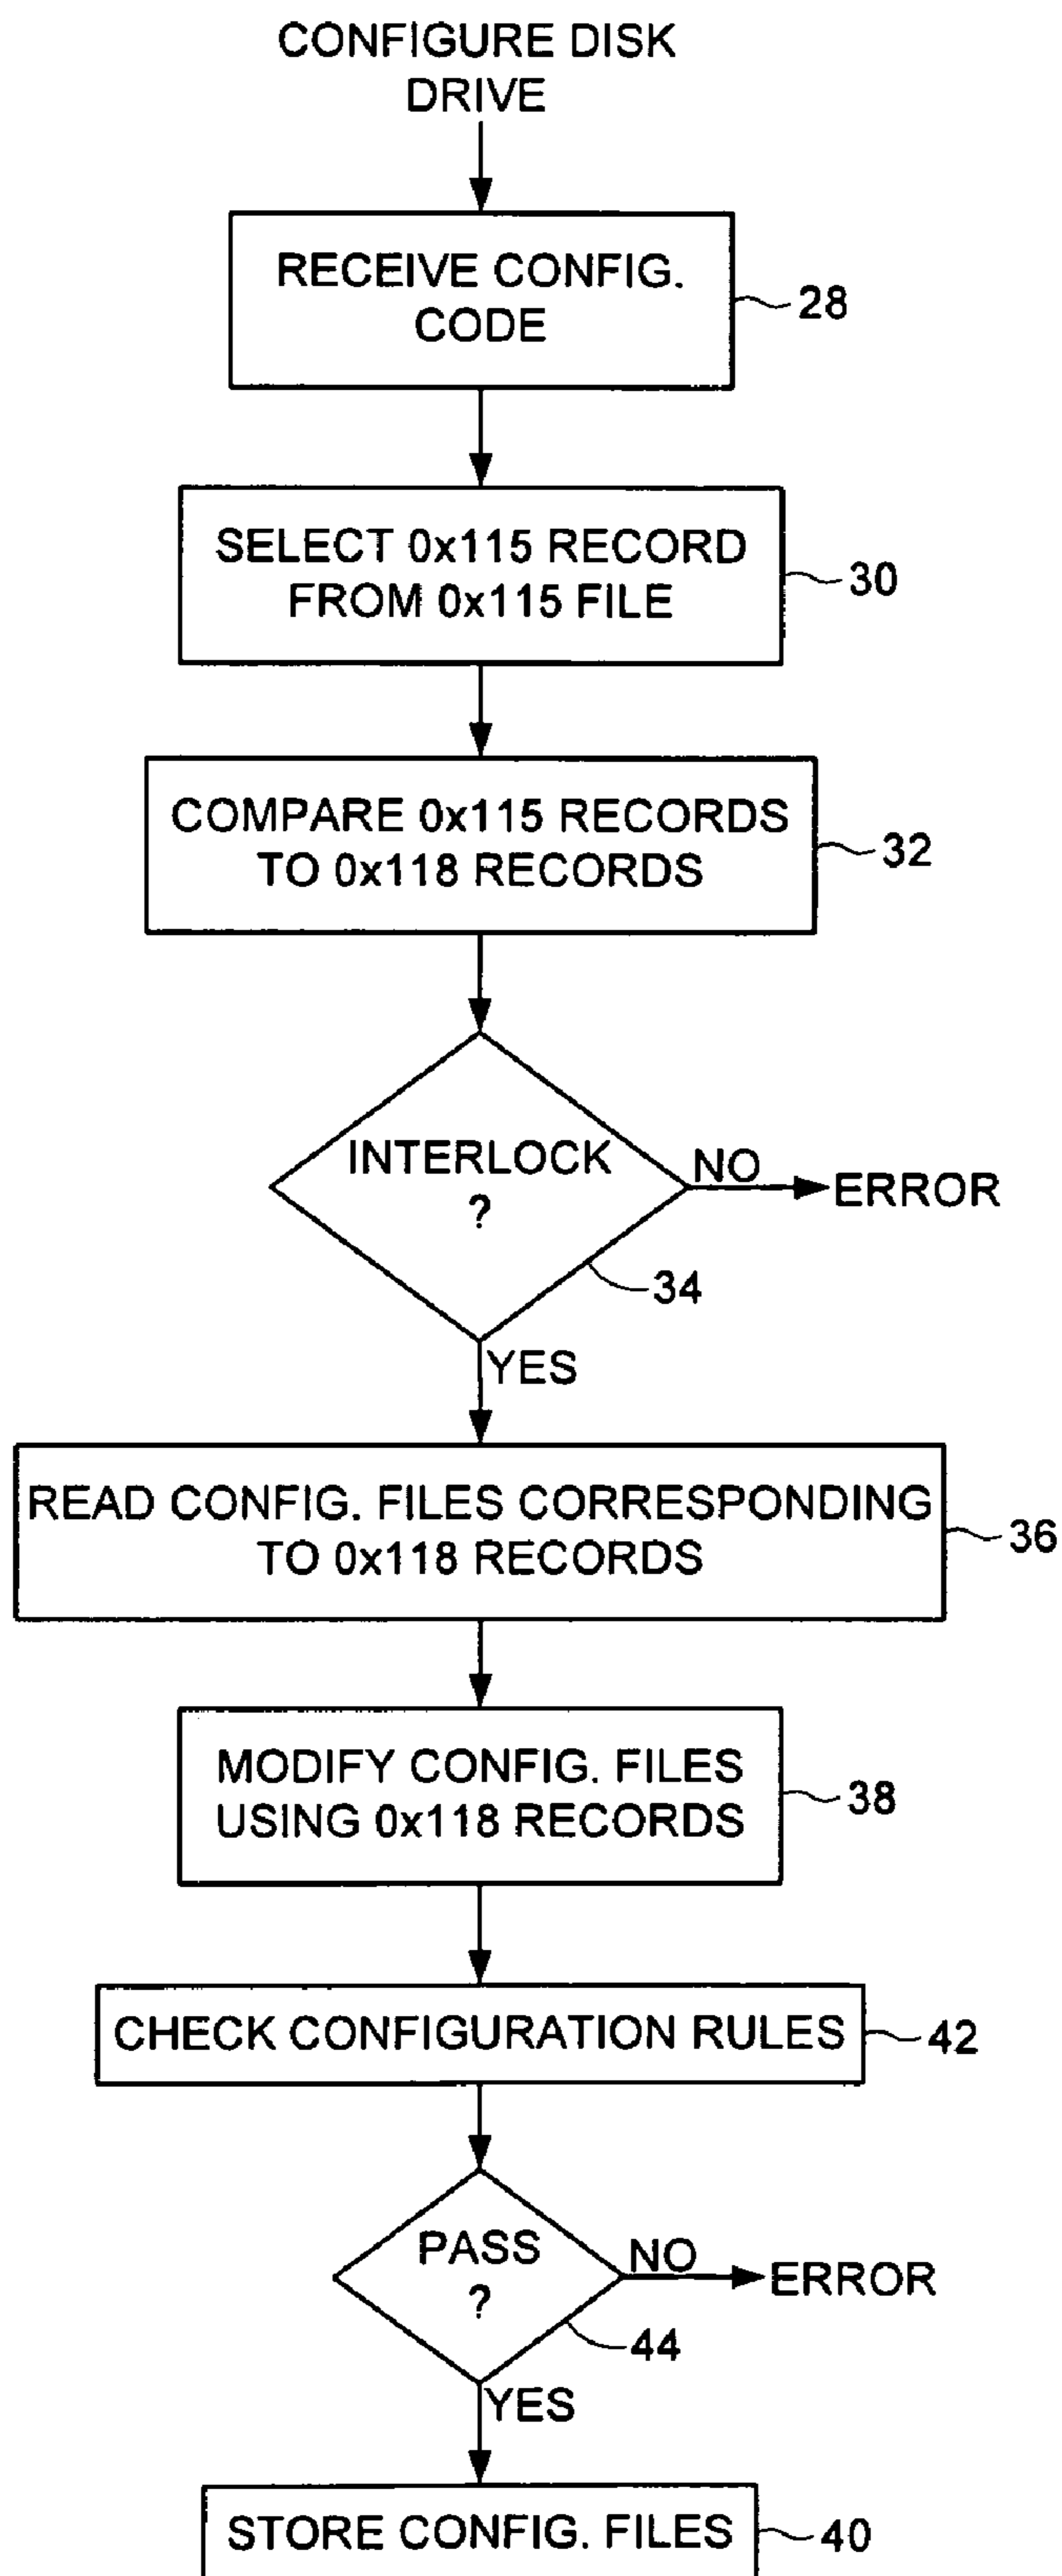 CONFIGURE DISK
DRIVE
RECEIVE CONFIG.
CODE
28
SELECT 0x115 RECORD
FROM 0x115 FILE
30
COMPARE 0x115 RECORDS
TO 0x118 RECORDS
32
INTERLOCK
?
NO
ERROR
34
YES
READ CONFIG. FILES CORRESPONDING
TO 0x118 RECORDS
36
MODIFY CONFIG. FILES
USING 0x118 RECORDS
38
CHECK CONFIGURATION RULES
42
PASS
?
NO
ERROR
44
YES
STORE CONFIG. FILES
40